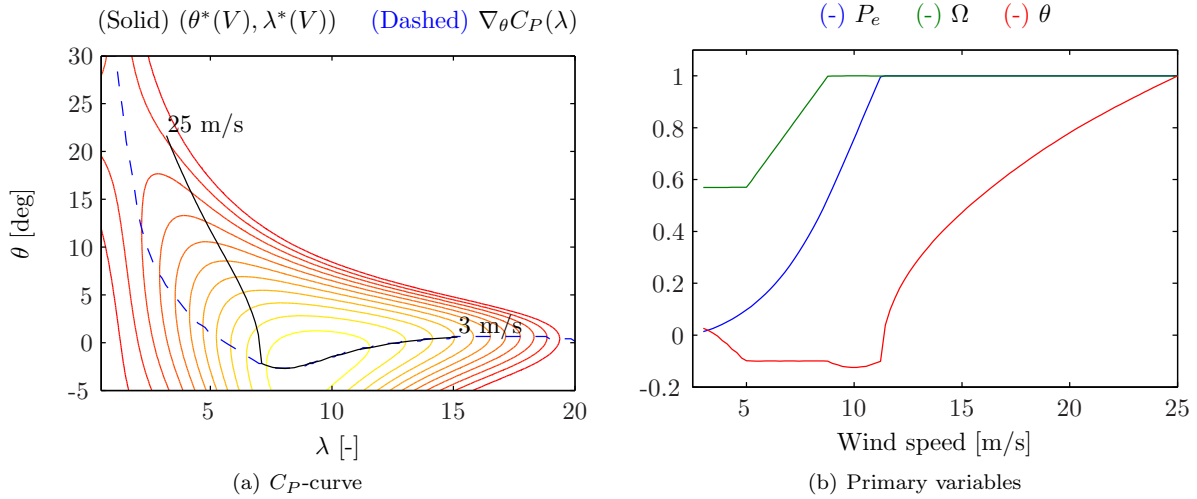 (Solid) (θ*(V), λ*(V)) (Dashed) ∇θCP(λ)
30
25
20
15
10
5
0
-5
θ [deg]
25 m/s
3 m/s
5
10
15
20
λ [-]
(a) CP-curve
(-) Pe (-) Ω (-) θ
1
0.8
0.6
0.4
0.2
0
-0.2
5
10
15
20
25
Wind speed [m/s]
(b) Primary variables